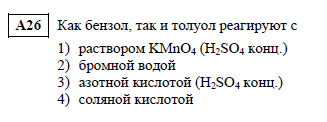 А26 Как бензол, так и толуол реагируют с
1) раствором KMnO₄ (H₂SO₄ конц.)
2) бромной водой
3) азотной кислотой (H₂SO₄ конц.)
4) соляной кислотой